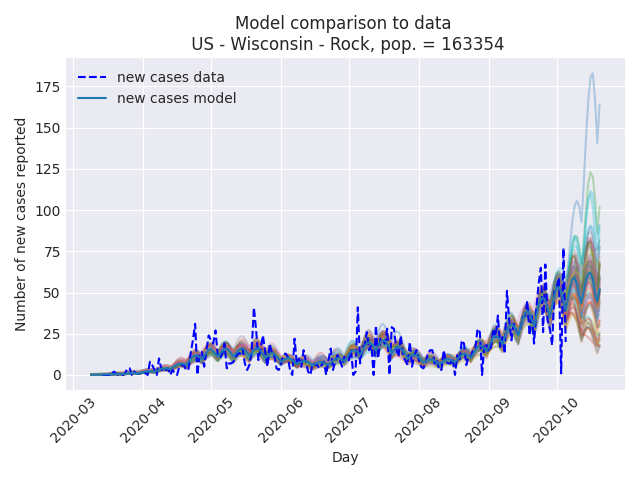 Model comparison to data
US - Wisconsin - Rock, pop. = 163354
new cases data
new cases model
Number of new cases reported
175
150
125
100
75
50
25
0
2020-03
2020-04
2020-05
2020-06
2020-07
2020-08
2020-09
2020-10
Day